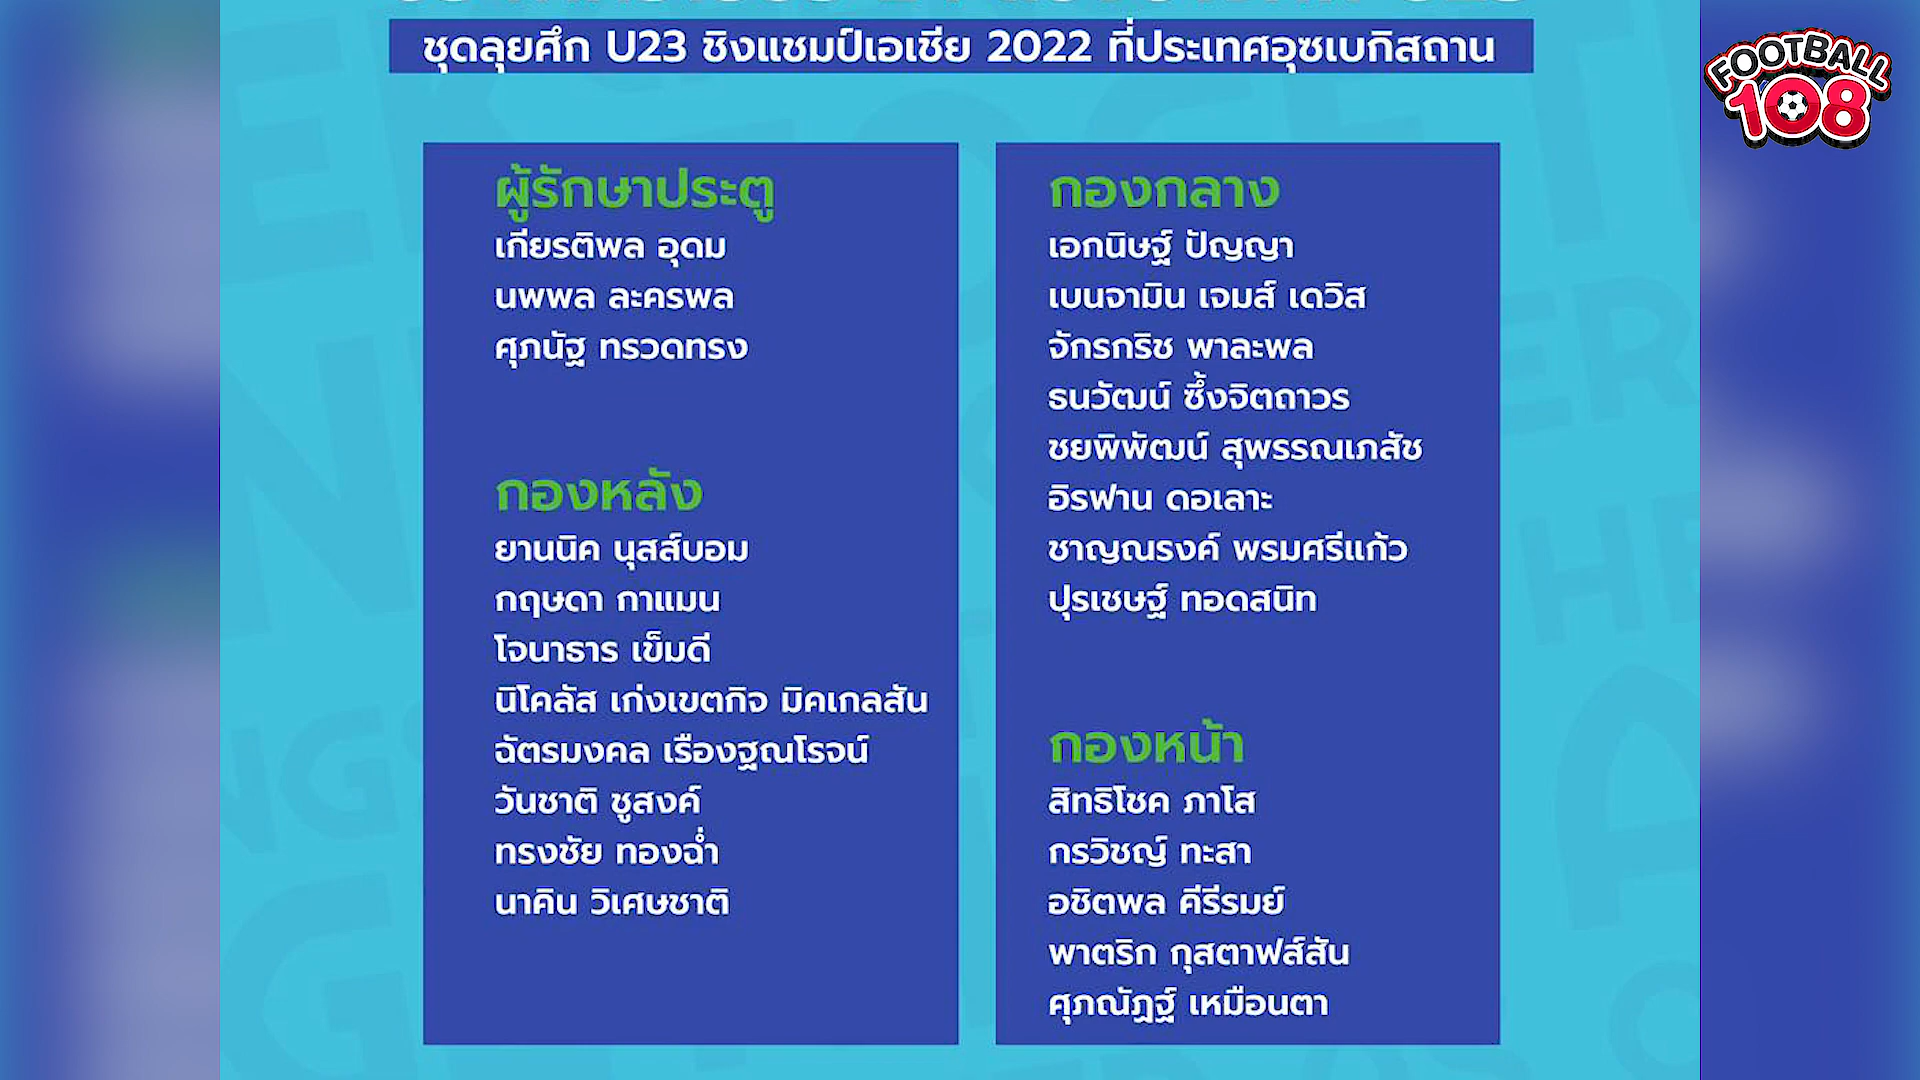 ชุดลุยศึก U23 ชิงแชมป์เอเชีย 2022 ที่ประเทศอุซเบกิสถาน
FOOTBALL
108
ผู้รักษาประตู
เกียรติพล อุดม
นพพล ละครพล
ศุภนัฐ ทรวดทรง
กองหลัง
ยานนิค นุสส์บอม
กฤษดา กาแมน
โจนาธาร เข็มดี
นิโคลัส เก่งเขตกิจ มิคเกลสัน
ฉัตรมงคล เรืองฐณโรจน์
วันชาติ ชูสงค์
ทรงชัย ทองฉ่ำ
นาคิน วิเศษชาติ
กองกลาง
เอกนิษฐ์ ปัญญา
เบนจามิน เจมส์ เดวิส
จักรกริช พาละพล
ธนวัฒน์ ซึ้งจิตถาวร
ชยพิพัฒน์ สุพรรณเภสัช
อิรฟาน ดอเลาะ
ชาญณรงค์ พรมศรีแก้ว
ปุรเชษฐ์ ทอดสนิท
กองหน้า
สิทธิโชค ภาโส
กรวิชญ์ ทะสา
อชิตพล คีรีรมย์
พาตริก กุสตาฟส์สัน
ศุภณัฏฐ์ เหมือนตา